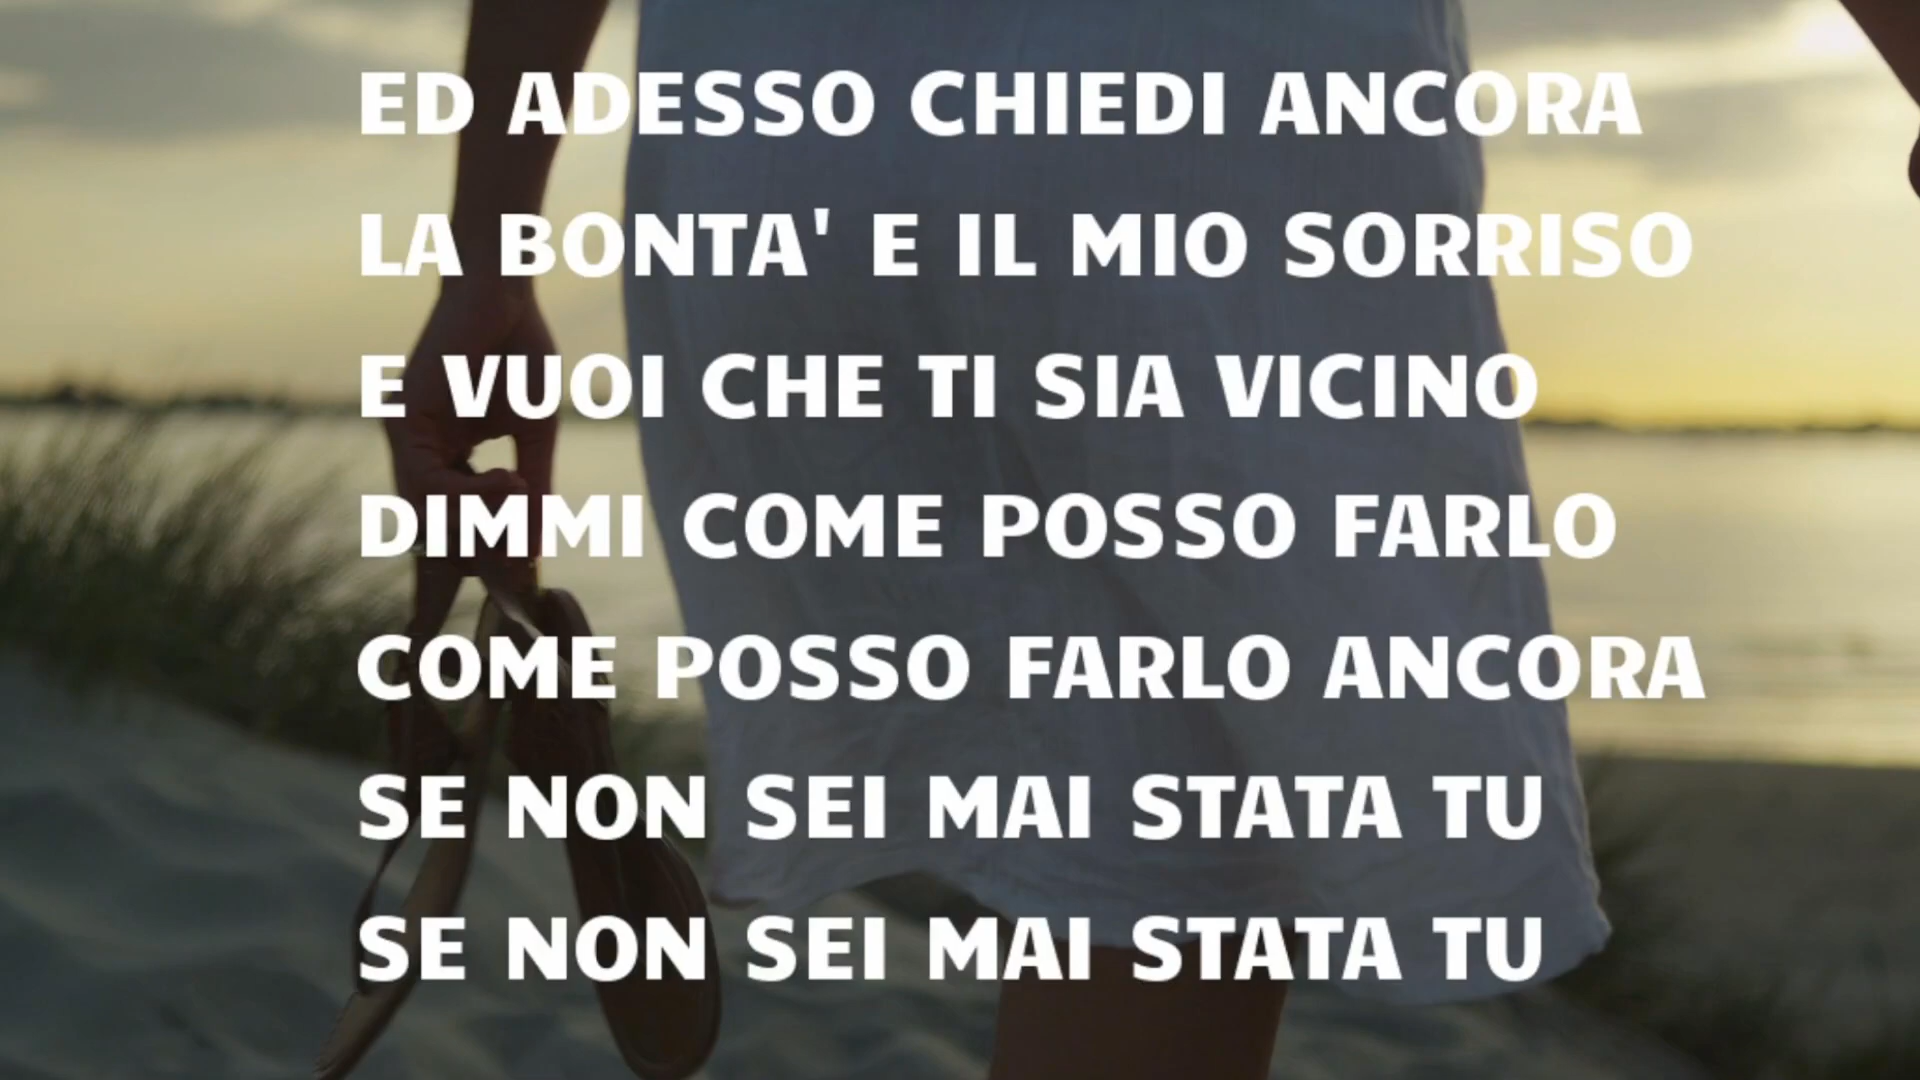 ED ADESSO CHIEDI ANCORA
LA BONTA' E IL MIO SORRISO
E VUOI CHE TI SIA VICINO
DIMMI COME POSSO FARLO
COME POSSO FARLO ANCORA
SE NON SEI MAI STATA TU
SE NON SEI MAI STATA TU